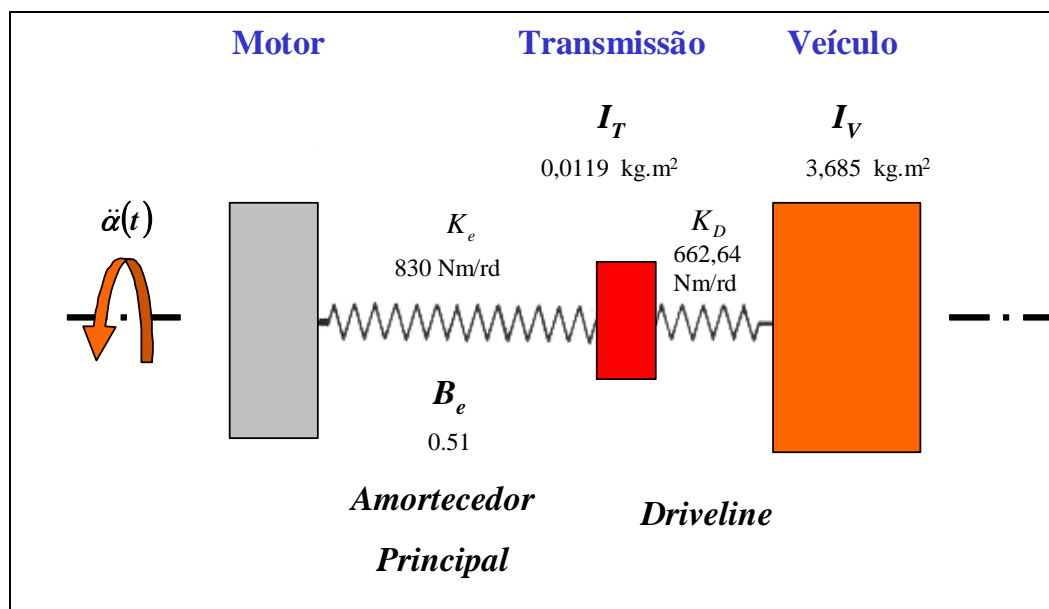 Motor Transmissão Veículo
I_T I_V
0,0119 kg.m² 3,685 kg.m²
α̈(t)
K_e K_D
830 Nm/rd 662,64
Nm/rd
B_e
0.51
Amortecedor Driveline
Principal